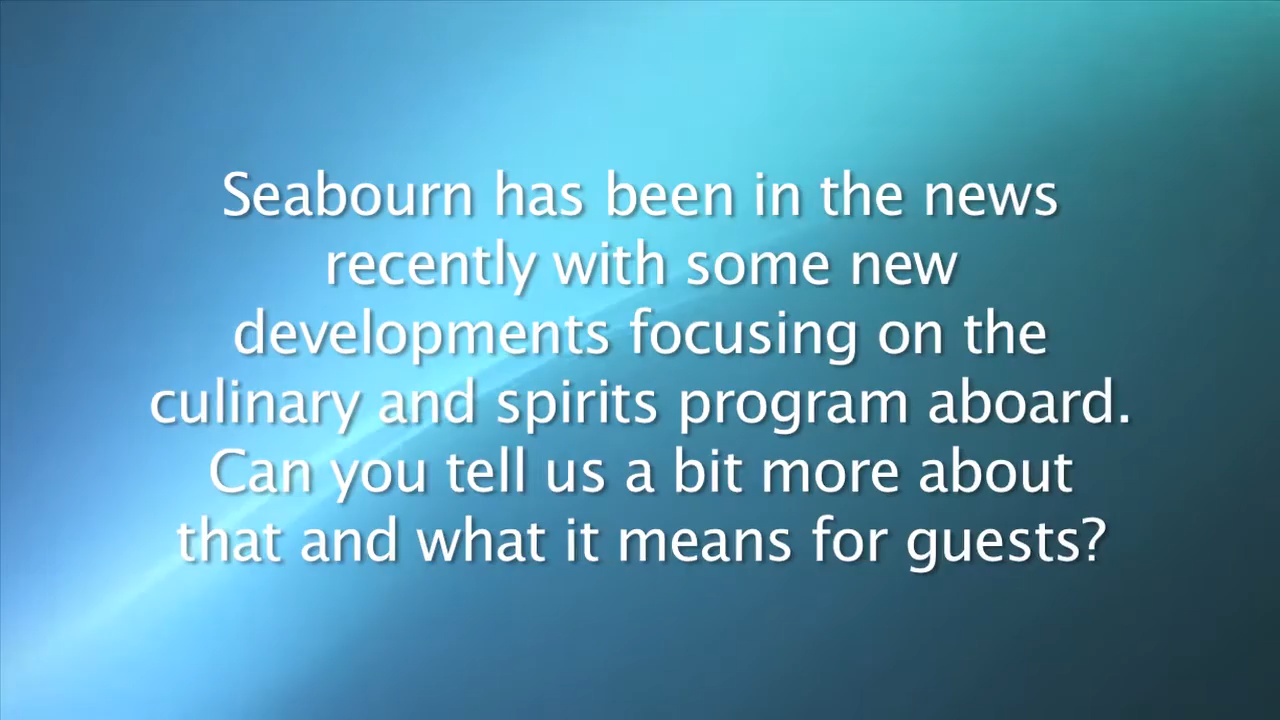 Seabourn has been in the news
recently with some new
developments focusing on the
culinary and spirits program aboard.
Can you tell us a bit more about
that and what it means for guests?